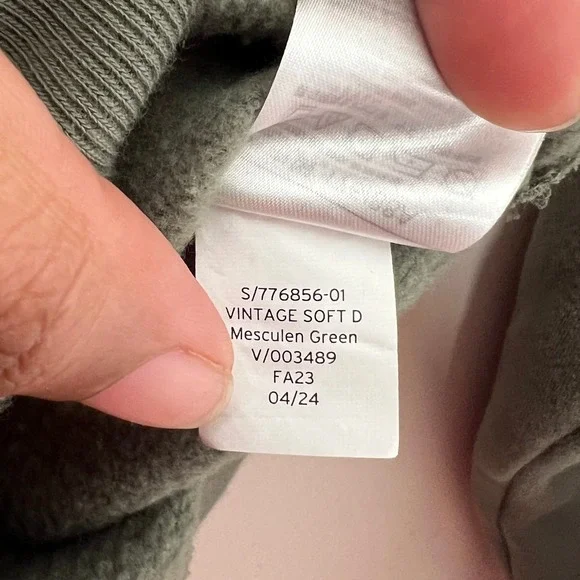 S/776856-01
VINTAGE SOFT D
Mesculen Green
V/003489
FA23
04/24